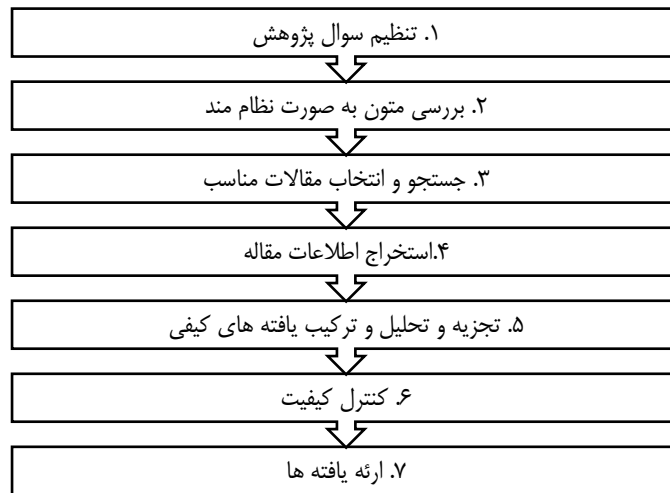 ۱. تنظیم سوال پژوهش
۲. بررسی متون به صورت نظام مند
۳. جستجو و انتخاب مقالات مناسب
۴.استخراج اطلاعات مقاله
۵. تجزیه و تحلیل و ترکیب یافته های کیفی
۶. کنترل کیفیت
۷. ارئه یافته ها